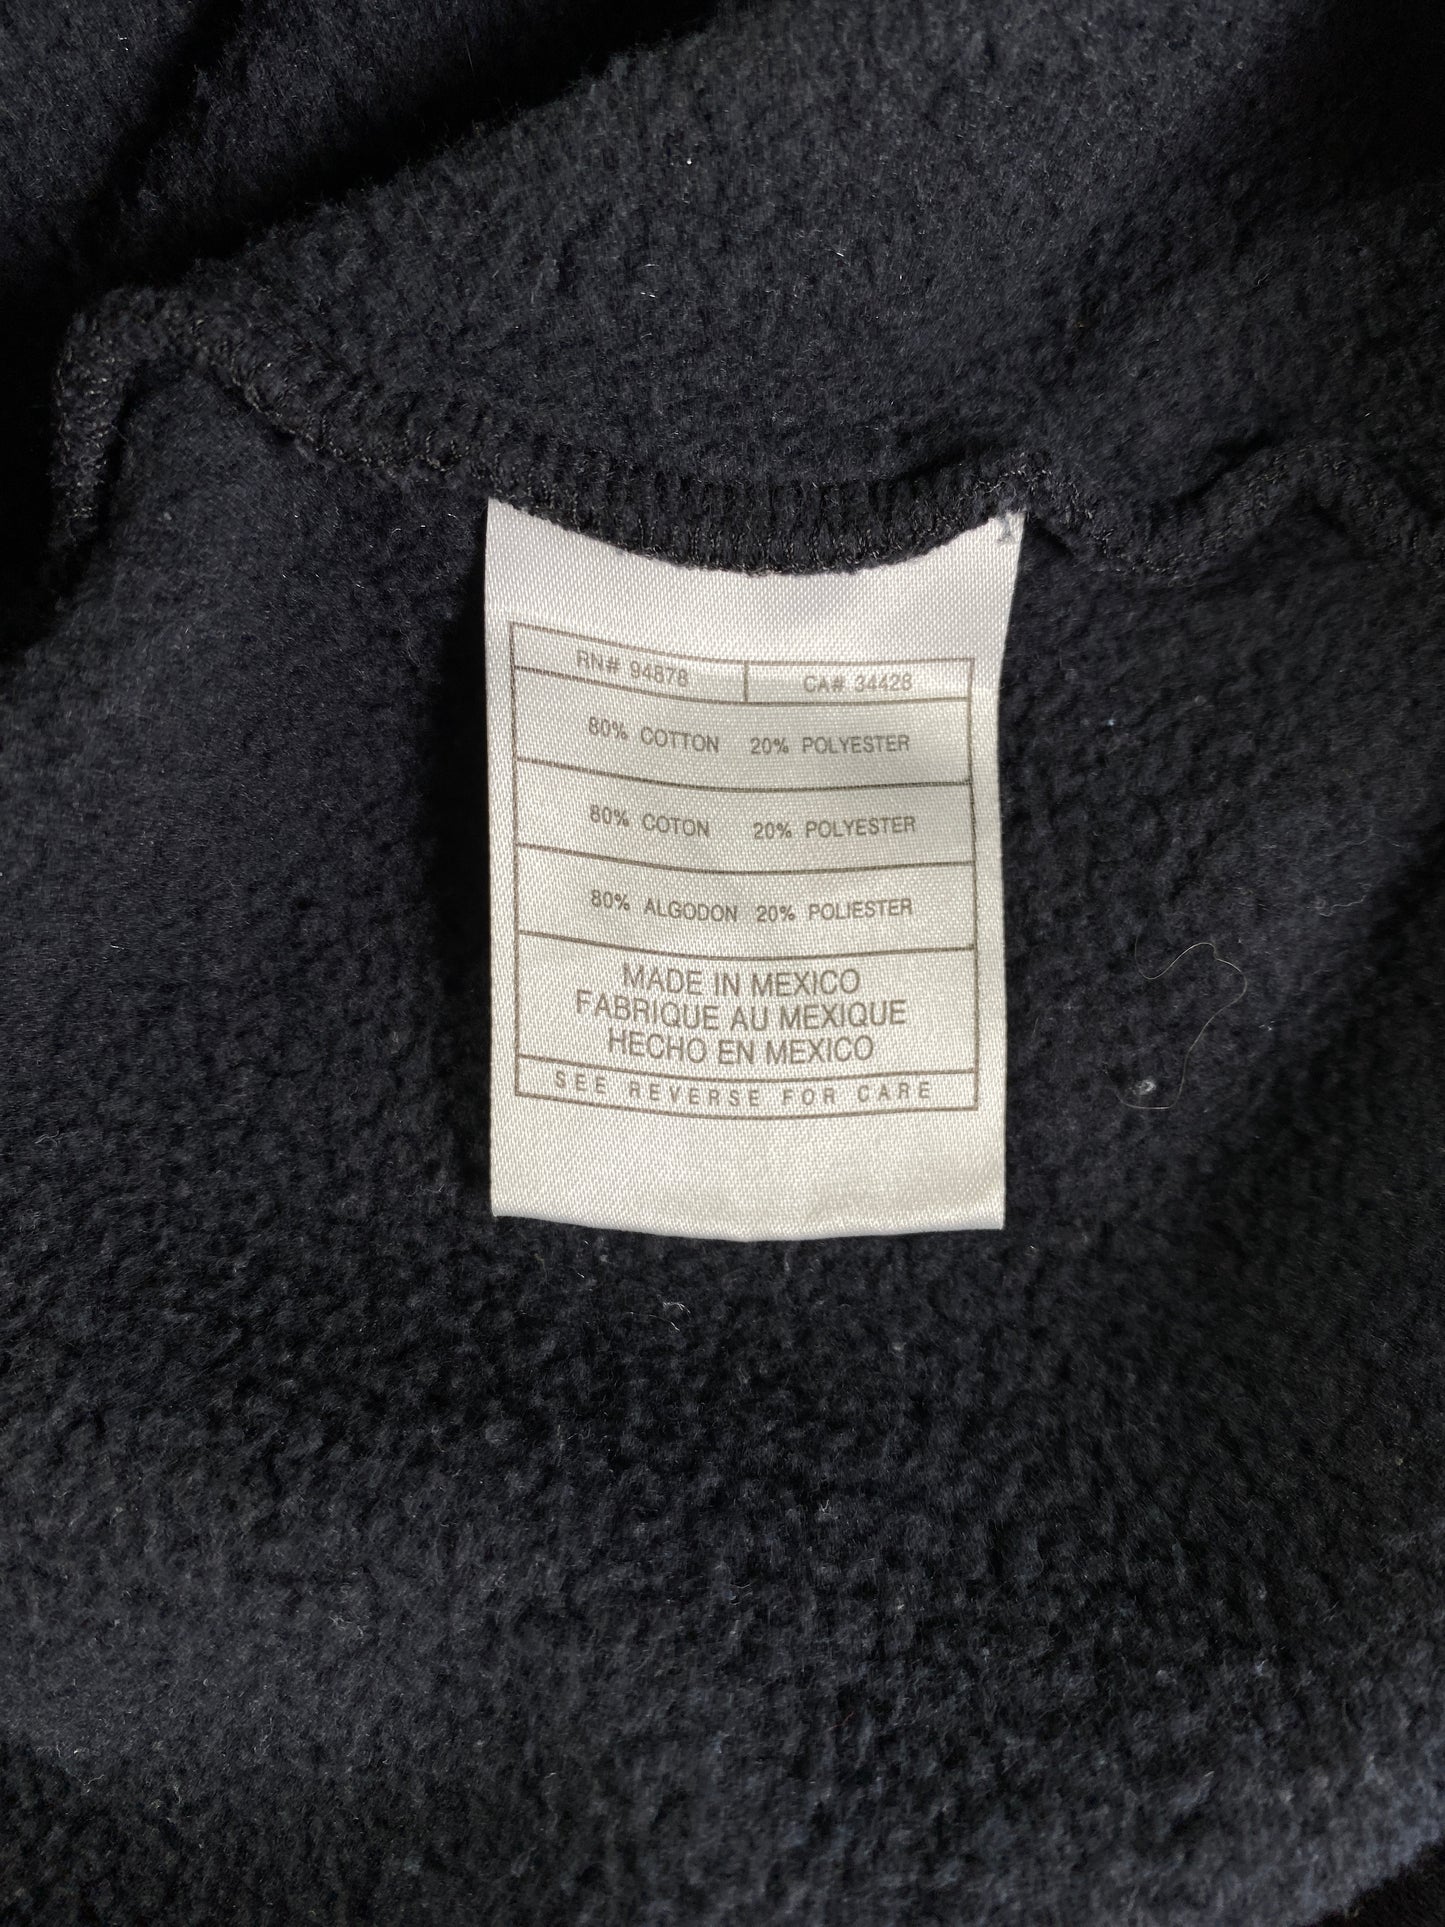 RN# 94878 CA# 34428
80% COTTON 20% POLYESTER
80% COTON 20% POLYESTER
80% ALGODON 20% POLIESTER
MADE IN MEXICO
FABRIQUE AU MEXIQUE
HECHO EN MEXICO
SEE REVERSE FOR CARE